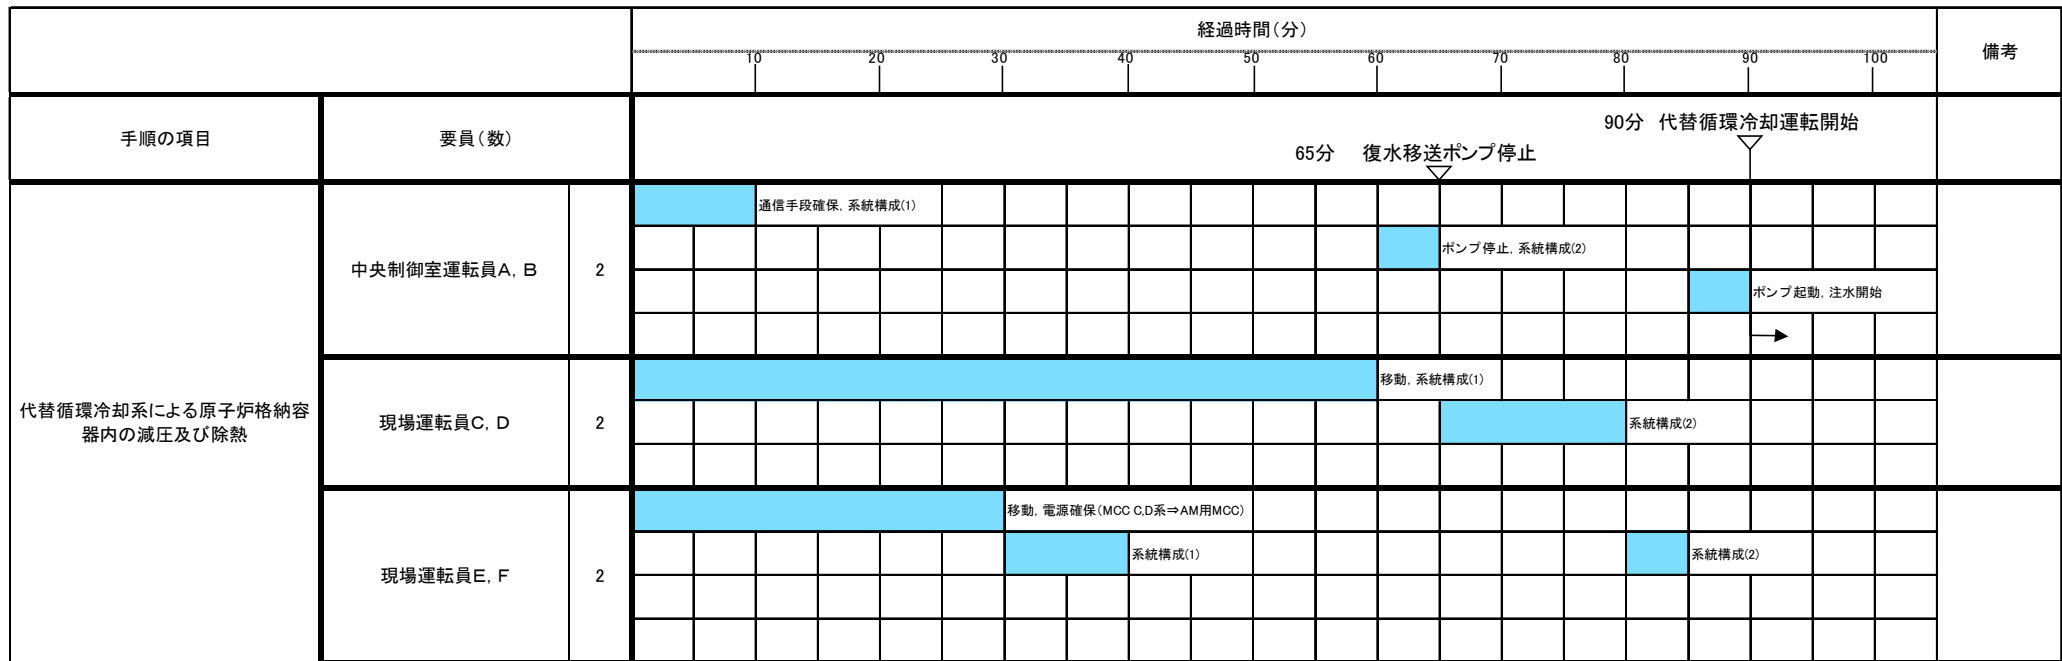 経過時間(分)
備考
10 20 30 40 50 60 70 80 90 100
手順の項目
要員(数)
90分 代替循環冷却運転開始
65分 復水移送ポンプ停止
通信手段確保, 系統構成(1)
ポンプ停止, 系統構成(2)
中央制御室運転員A, B
2
ポンプ起動, 注水開始
移動, 系統構成(1)
代替循環冷却系による原子炉格納容
器内の減圧及び除熱
現場運転員C, D
2
系統構成(2)
移動, 電源確保(MCC C,D系⇒AM用MCC)
系統構成(1)
系統構成(2)
現場運転員E, F
2